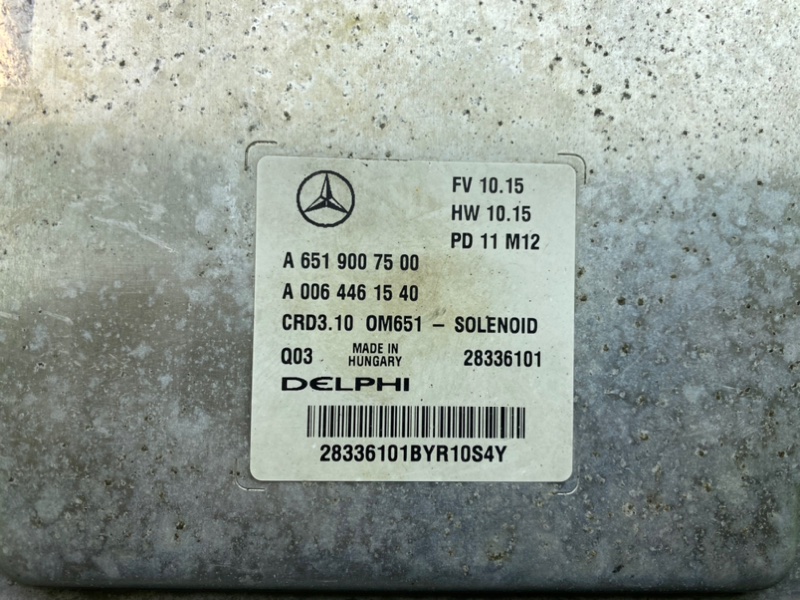 FV 10.15
HW 10.15
PD 11 M12
A 651 900 75 00
A 006 446 15 40
CRD3.10 OM651 – SOLENOID
Q03 MADE IN HUNGARY 28336101
DELPHI
28336101BYR10S4Y